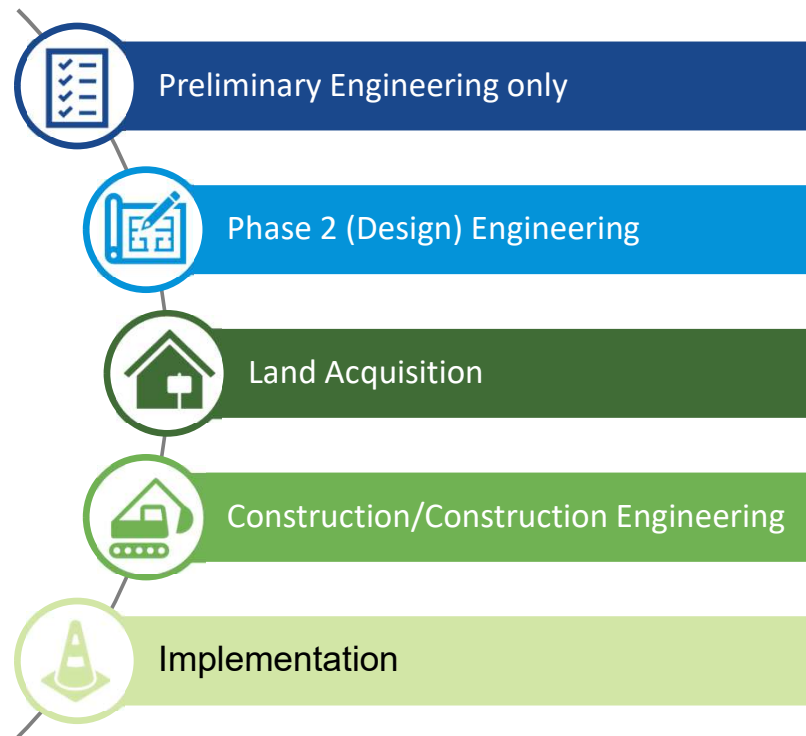 Preliminary Engineering only
Phase 2 (Design) Engineering
Land Acquisition
Construction/Construction Engineering
Implementation